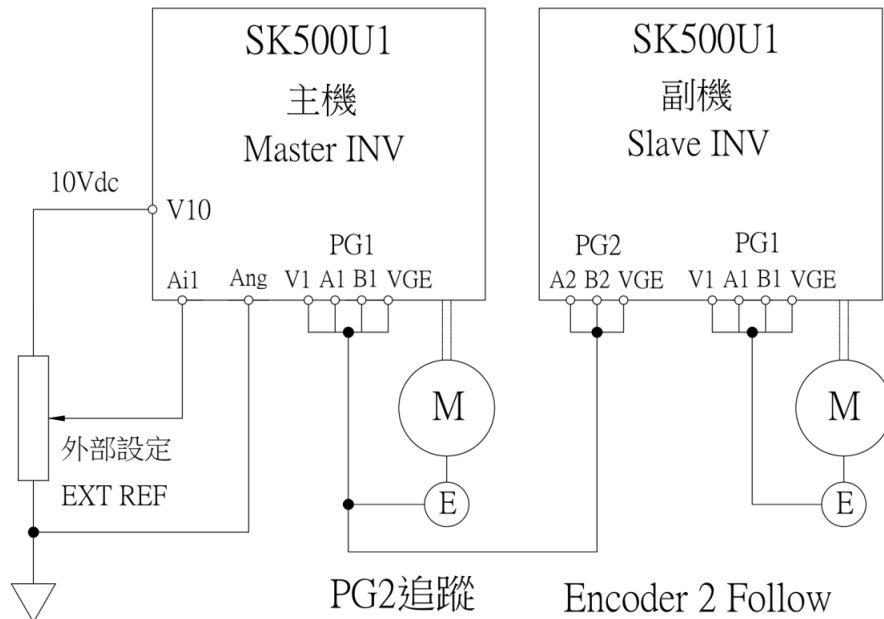 SK500U1
主機
Master INV
10Vdc
V10
PG1
Ai1 Ang V1 A1 B1 VGE
M
E
外部設定
EXT REF
SK500U1
副機
Slave INV
PG2 PG1
A2 B2 VGE V1 A1 B1 VGE
M
E
PG2追蹤 Encoder 2 Follow